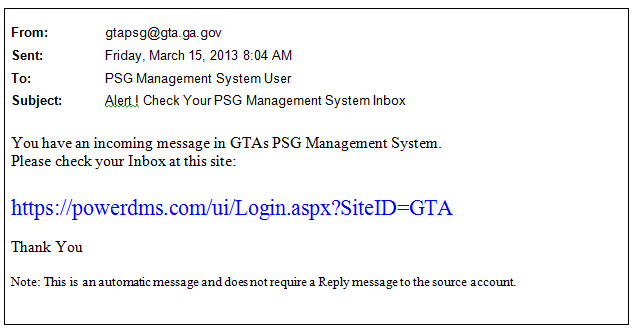 From: gtapsg@gta.ga.gov
Sent: Friday, March 15, 2013 8:04 AM
To: PSG Management System User
Subject: Alert ! Check Your PSG Management System Inbox
You have an incoming message in GTAs PSG Management System.
Please check your Inbox at this site:
https://powerdms.com/ui/Login.aspx?SiteID=GTA
Thank You
Note: This is an automatic message and does not require a Reply message to the source account.